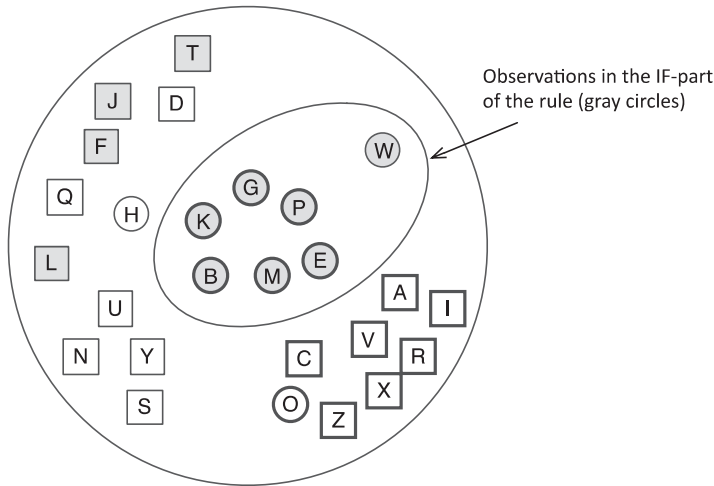 T
Observations in the IF-part
of the rule (gray circles)
J
D
F
W
G
Q
P
H
K
L
E
B
M
A
U
I
V
N
Y
C
R
X
S
O
Z